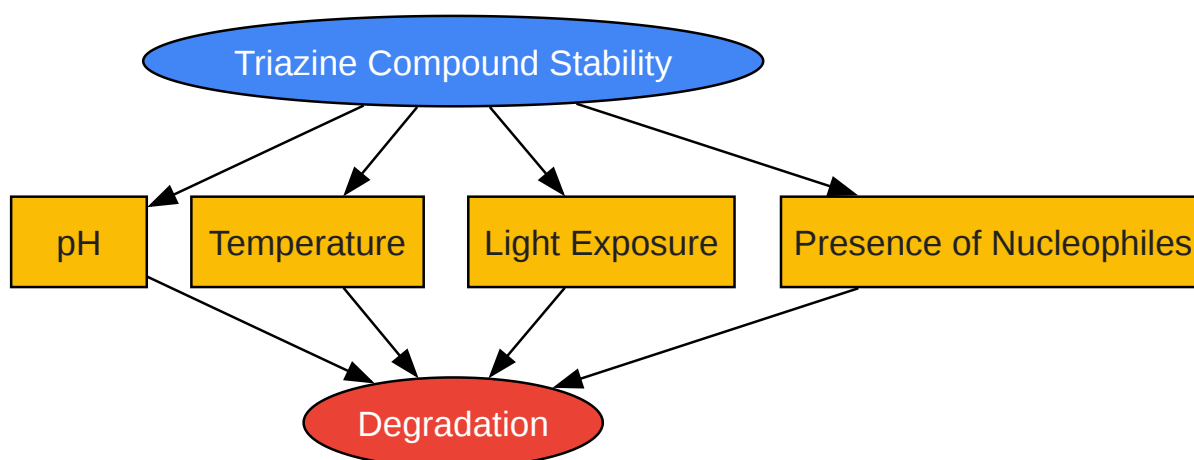 Triazine Compound Stability
pH
Temperature
Light Exposure
Presence of Nucleophiles
Degradation